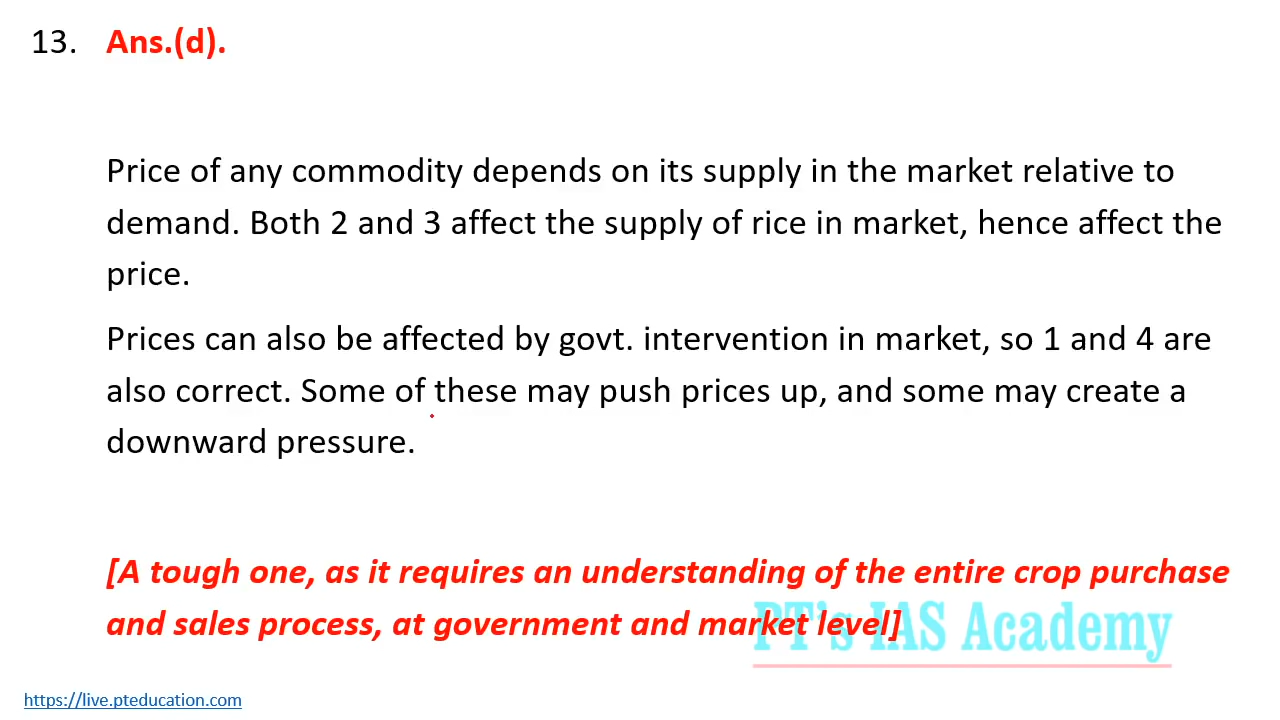 13. Ans.(d).
Price of any commodity depends on its supply in the market relative to
demand. Both 2 and 3 affect the supply of rice in market, hence affect the
price.
Prices can also be affected by govt. intervention in market, so 1 and 4 are
also correct. Some of these may push prices up, and some may create a
downward pressure.
[A tough one, as it requires an understanding of the entire crop purchase
and sales process, at government and market level]
PT's IAS Academy
https://live.pteducation.com